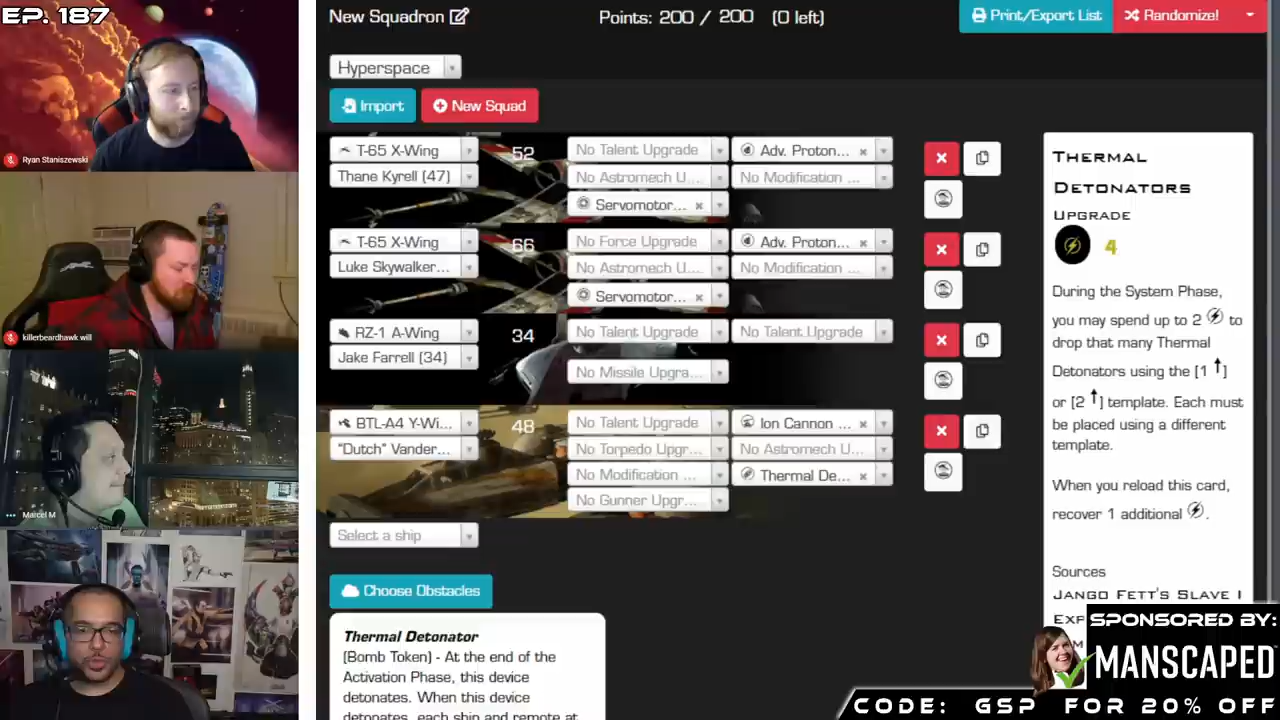 EP. 187
Ryan Staniszewski
killerbeardhawk will
Marcel M
New Squadron
Points: 200 / 200 (0 left)
Print/Export List
Randomize!
Hyperspace
Import
New Squad
T-65 X-Wing
52
No Talent Upgrade
Adv. Proton...
Thane Kyrell (47)
No Astromech U...
No Modification ...
Servomotor...
T-65 X-Wing
66
No Force Upgrade
Adv. Proton...
Luke Skywalker...
No Astromech U...
No Modification ...
Servomotor...
RZ-1 A-Wing
34
No Talent Upgrade
No Talent Upgrade
Jake Farrell (34)
No Missile Upgra...
BTL-A4 Y-Wi...
48
No Talent Upgrade
Ion Cannon ...
"Dutch" Vander...
No Torpedo Upgr...
No Astromech U...
No Modification ...
Thermal De...
No Gunner Upgr...
Select a ship
Choose Obstacles
Thermal Detonator
(Bomb Token) - At the end of the
Activation Phase, this device
detonates. When this device
detonates, each ship and remote at
Thermal
Detonators
Upgrade
4
During the System Phase,
you may spend up to 2 to
drop that many Thermal
Detonators using the [1 ]
or [2 ] template. Each must
be placed using a different
template.
When you reload this card,
recover 1 additional .
Sources
Jango Fett's Slave I
SPONSORED BY:
MANSCAPED
CODE: GSP FOR 20% OFF